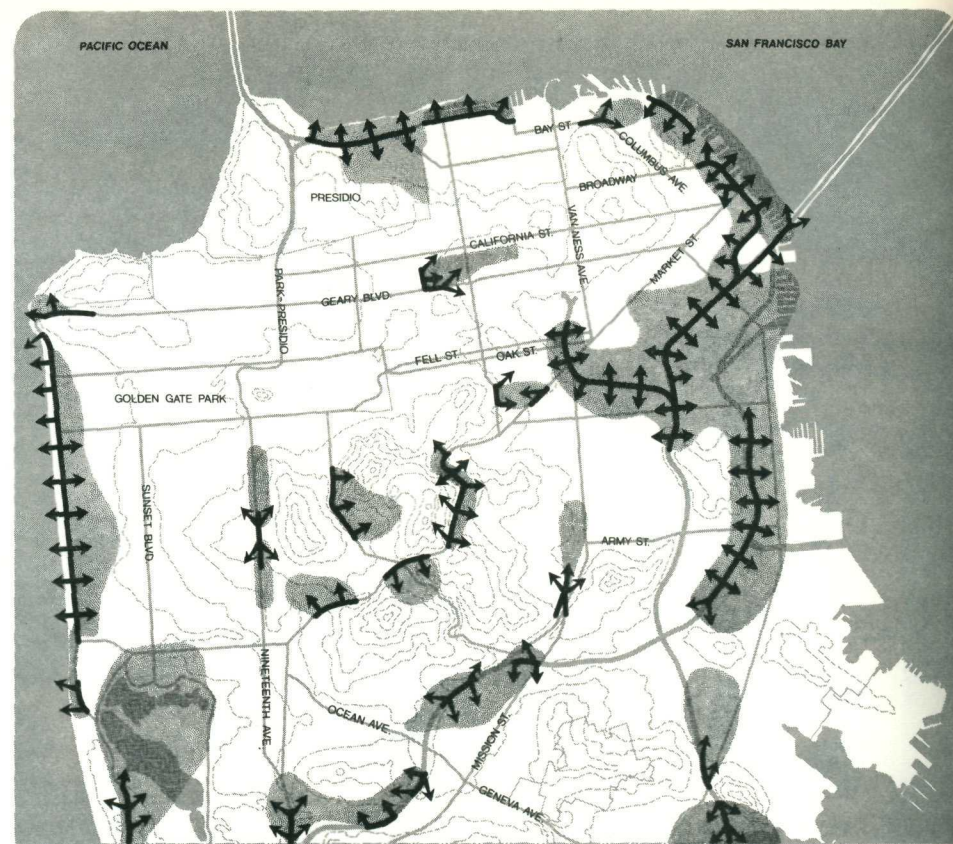 PACIFIC OCEAN
SAN FRANCISCO BAY
BAY ST.
COLUMBUS AVE.
BROADWAY
PRESIDIO
VAN NESS AVE.
CALIFORNIA ST.
MARKET ST.
PARK-PRESIDIO
GEARY BLVD.
FELL ST.
OAK ST.
GOLDEN GATE PARK
SUNSET BLVD.
ARMY ST.
NINETEENTH AVE.
OCEAN AVE.
MISSION ST.
GENEVA AVE.